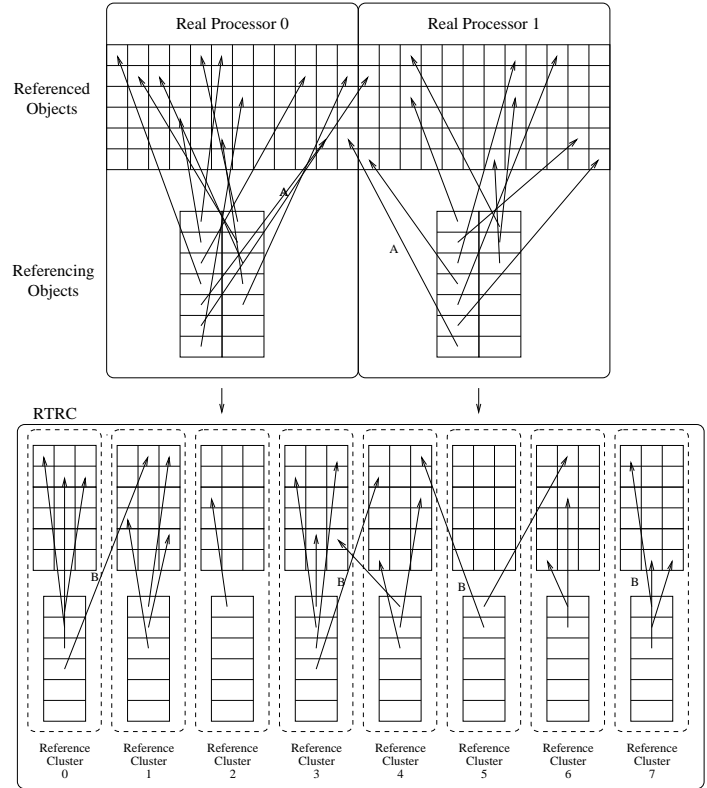 Real Processor 0
Real Processor 1
Referenced
Objects
A
A
Referencing
Objects
RTRC
B
B
B
B
Reference
Cluster
0
Reference
Cluster
1
Reference
Cluster
2
Reference
Cluster
3
Reference
Cluster
4
Reference
Cluster
5
Reference
Cluster
6
Reference
Cluster
7